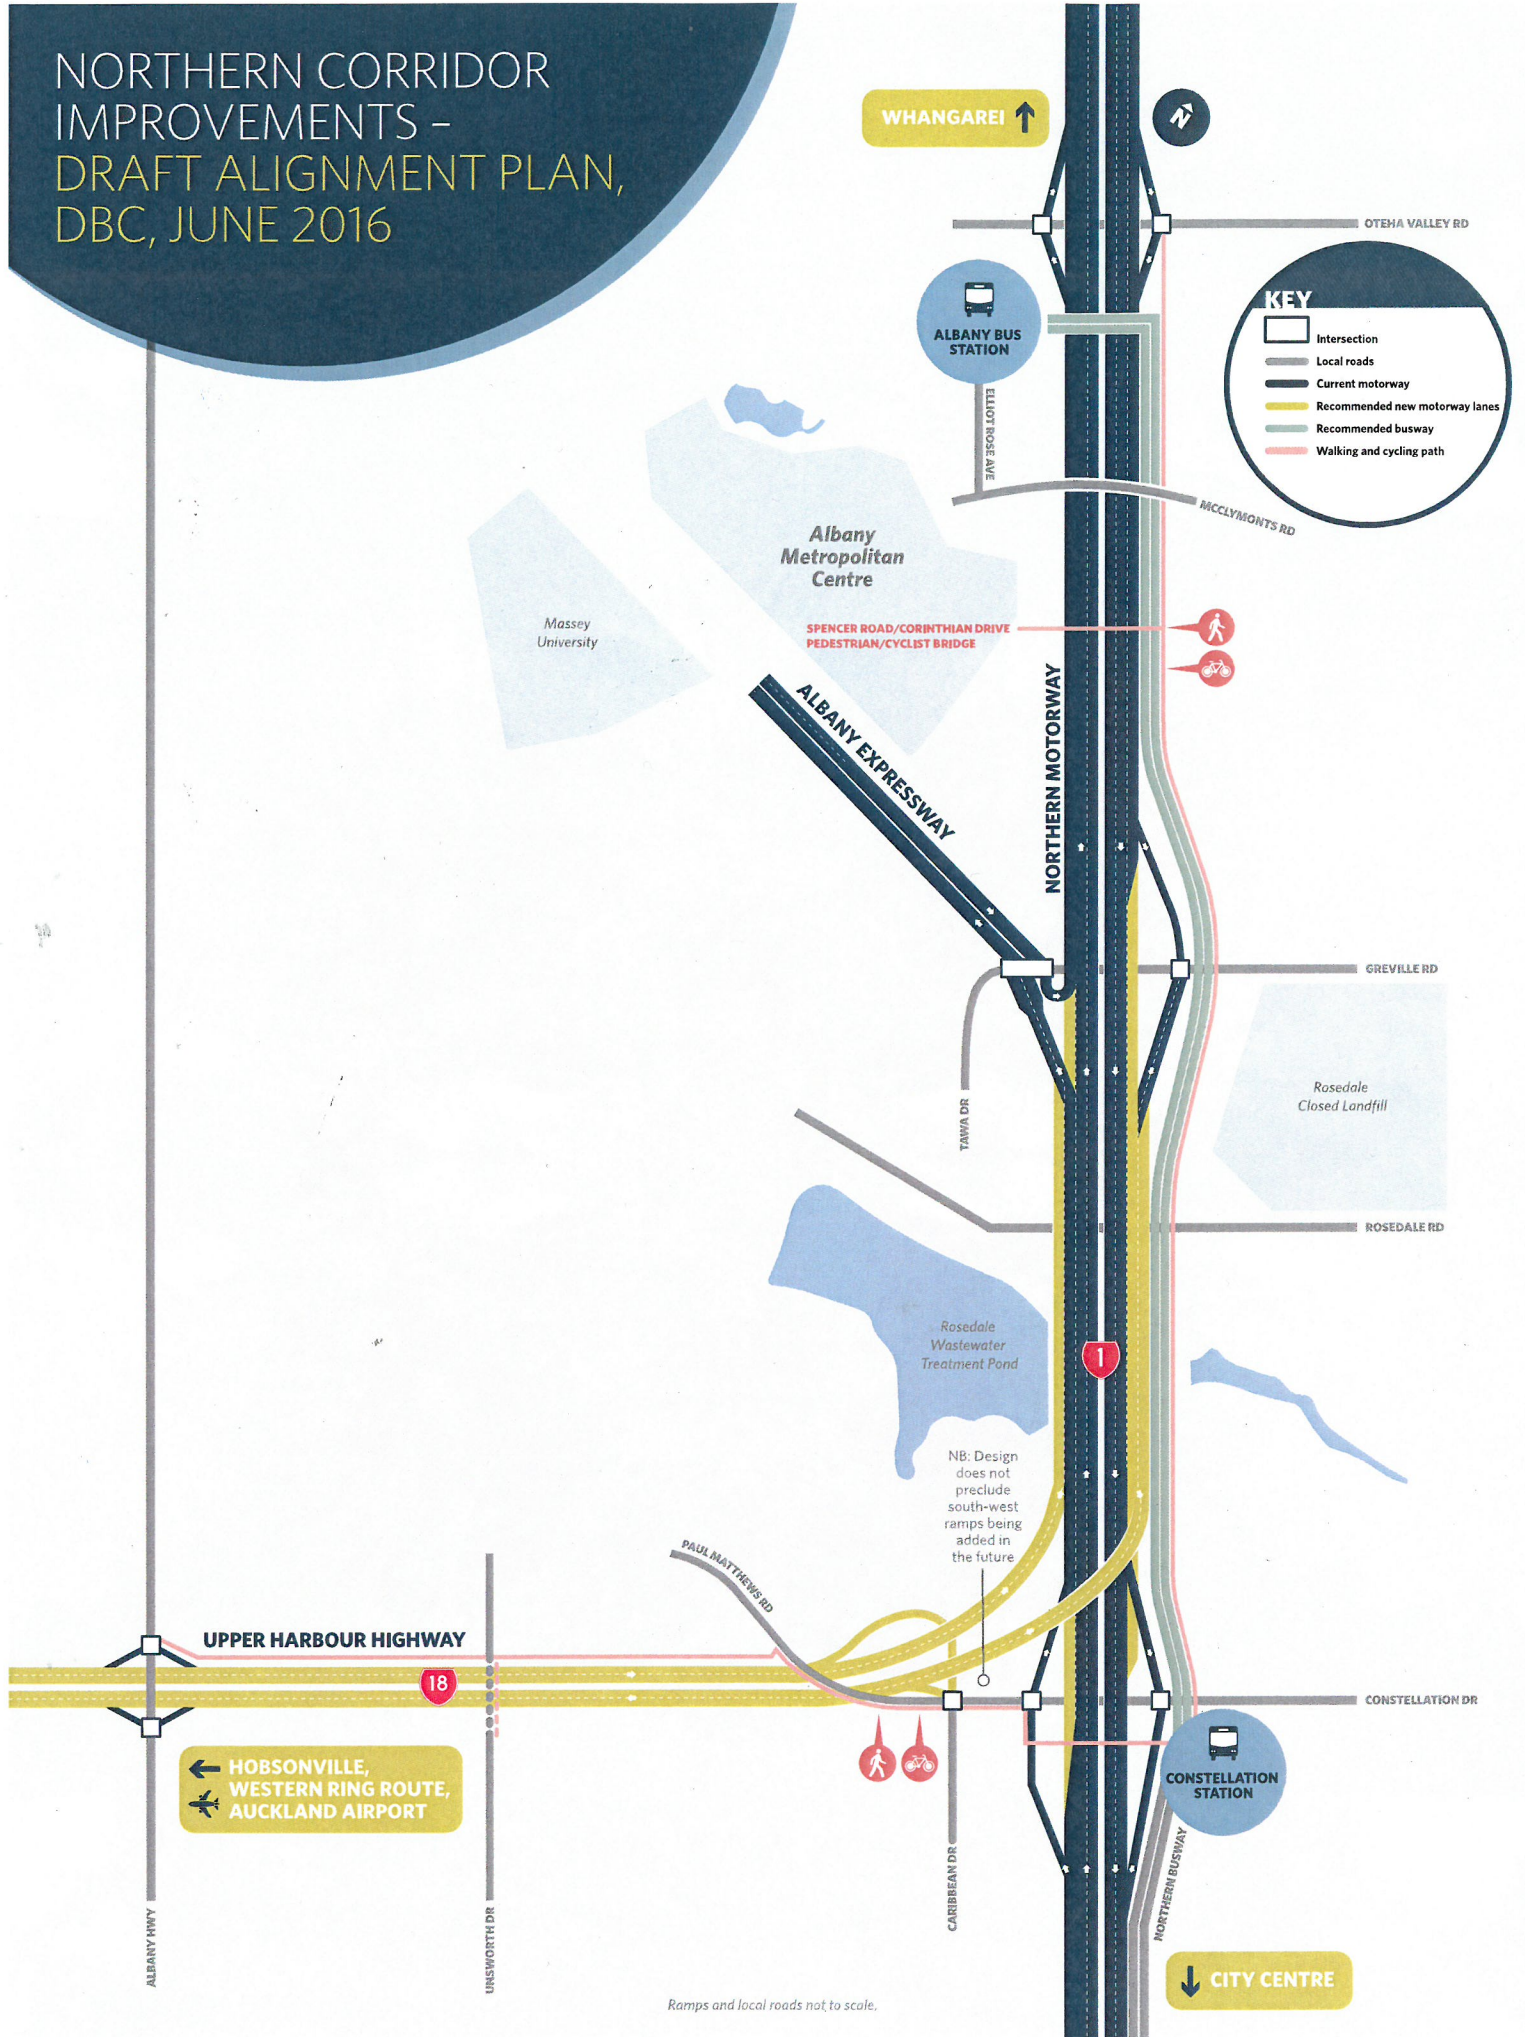 NORTHERN CORRIDOR
IMPROVEMENTS –
DRAFT ALIGNMENT PLAN,
DBC, JUNE 2016
WHANGAREI
N
OTEHA VALLEY RD
KEY
Intersection
Local roads
Current motorway
Recommended new motorway lanes
Recommended busway
Walking and cycling path
ALBANY BUS
STATION
ELLIOT ROSE AVE
MCCLYMONTS RD
Albany
Metropolitan
Centre
Massey
University
SPENCER ROAD/CORINTHIAN DRIVE
PEDESTRIAN/CYCLIST BRIDGE
ALBANY EXPRESSWAY
NORTHERN MOTORWAY
GREVILLE RD
TAWA DR
Rosedale
Closed Landfill
ROSEDALE RD
Rosedale
Wastewater
Treatment Pond
1
NB: Design
does not
preclude
south-west
ramps being
added in
the future
PAUL MATTHEWS RD
UPPER HARBOUR HIGHWAY
18
CONSTELLATION DR
HOBSONVILLE,
WESTERN RING ROUTE,
AUCKLAND AIRPORT
CONSTELLATION
STATION
ALBANY HWY
UNSWORTH DR
CARIBBEAN DR
NORTHERN BUSWAY
CITY CENTRE
Ramps and local roads not to scale.